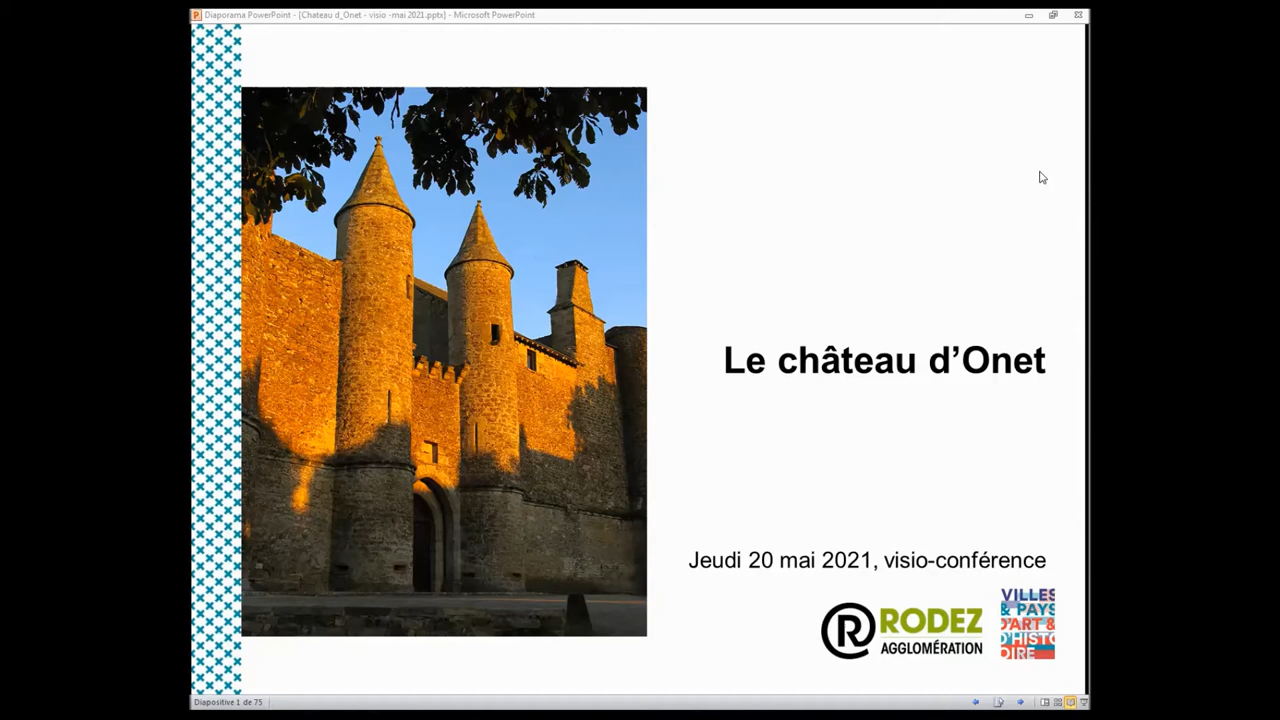 Diaporama PowerPoint - [Chateau d_Onet - visio -mai 2021.pptx] - Microsoft PowerPoint
Le château d’Onet
Jeudi 20 mai 2021, visio-conférence
R RODEZ
AGGLOMÉRATION
VILLES
& PAYS
D'ART &
D'HISTO
OIRE
Diapositive 1 de 75